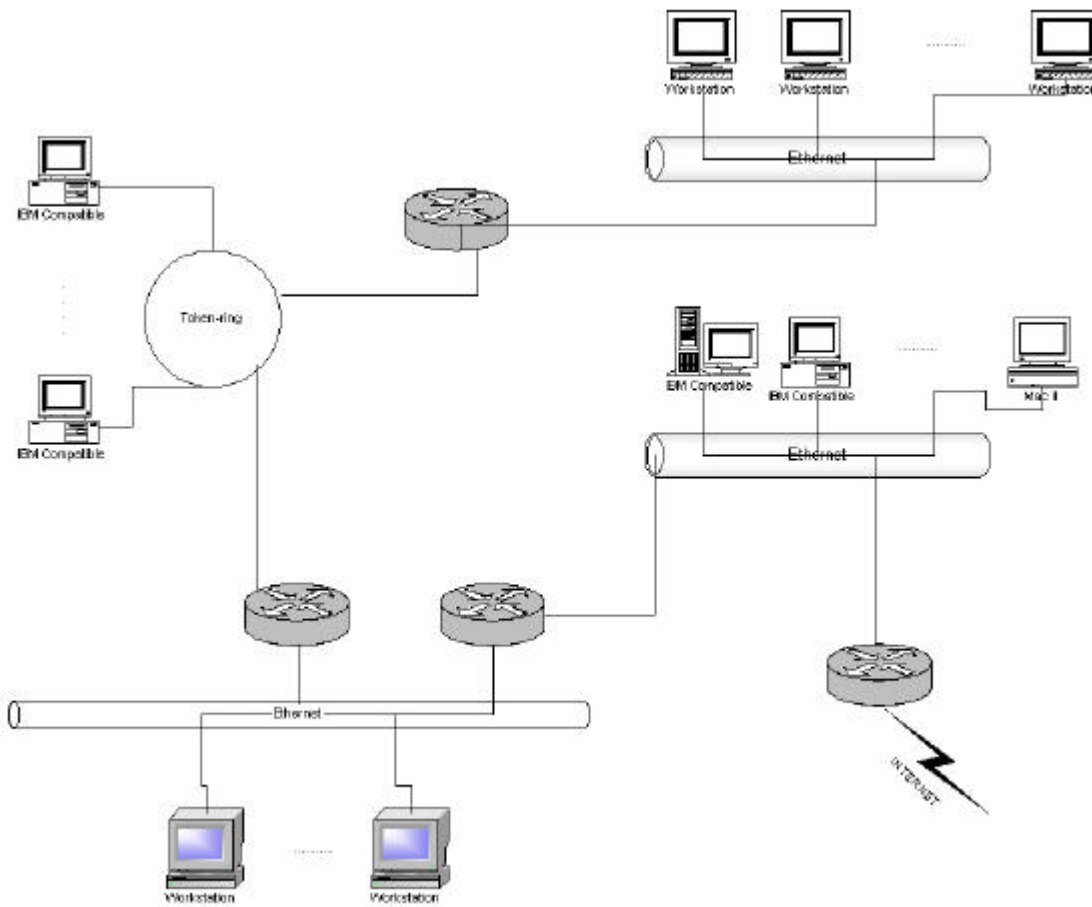 Workstation
Workstation
Workstation
Ethernet
IBM Compatible
Token-ring
IBM Compatible
IBM Compatible
IBM Compatible
Mac II
Ethernet
Ethernet
INTERNET
Workstation
Workstation